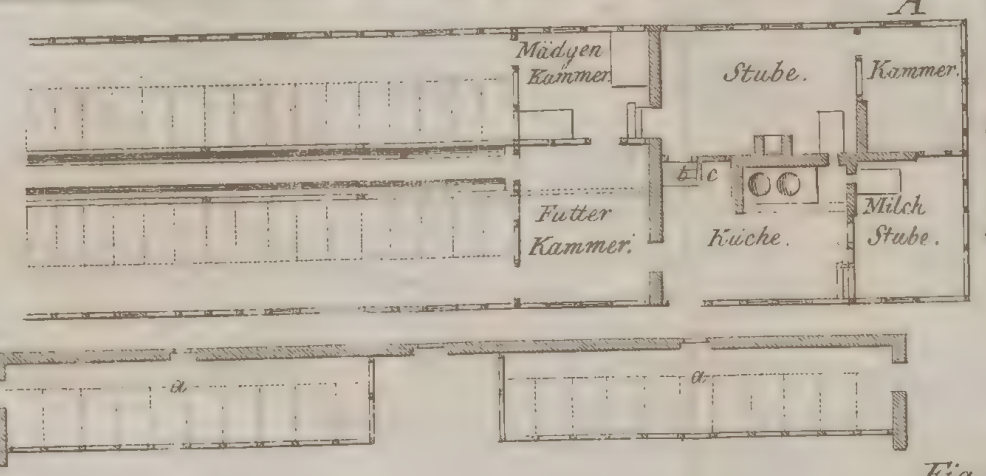 A
Mädgen
Kammer.
Stube.
Kammer.
b c
Futter
Kammer.
Küche.
Milch
Stube.
a
a
Fig